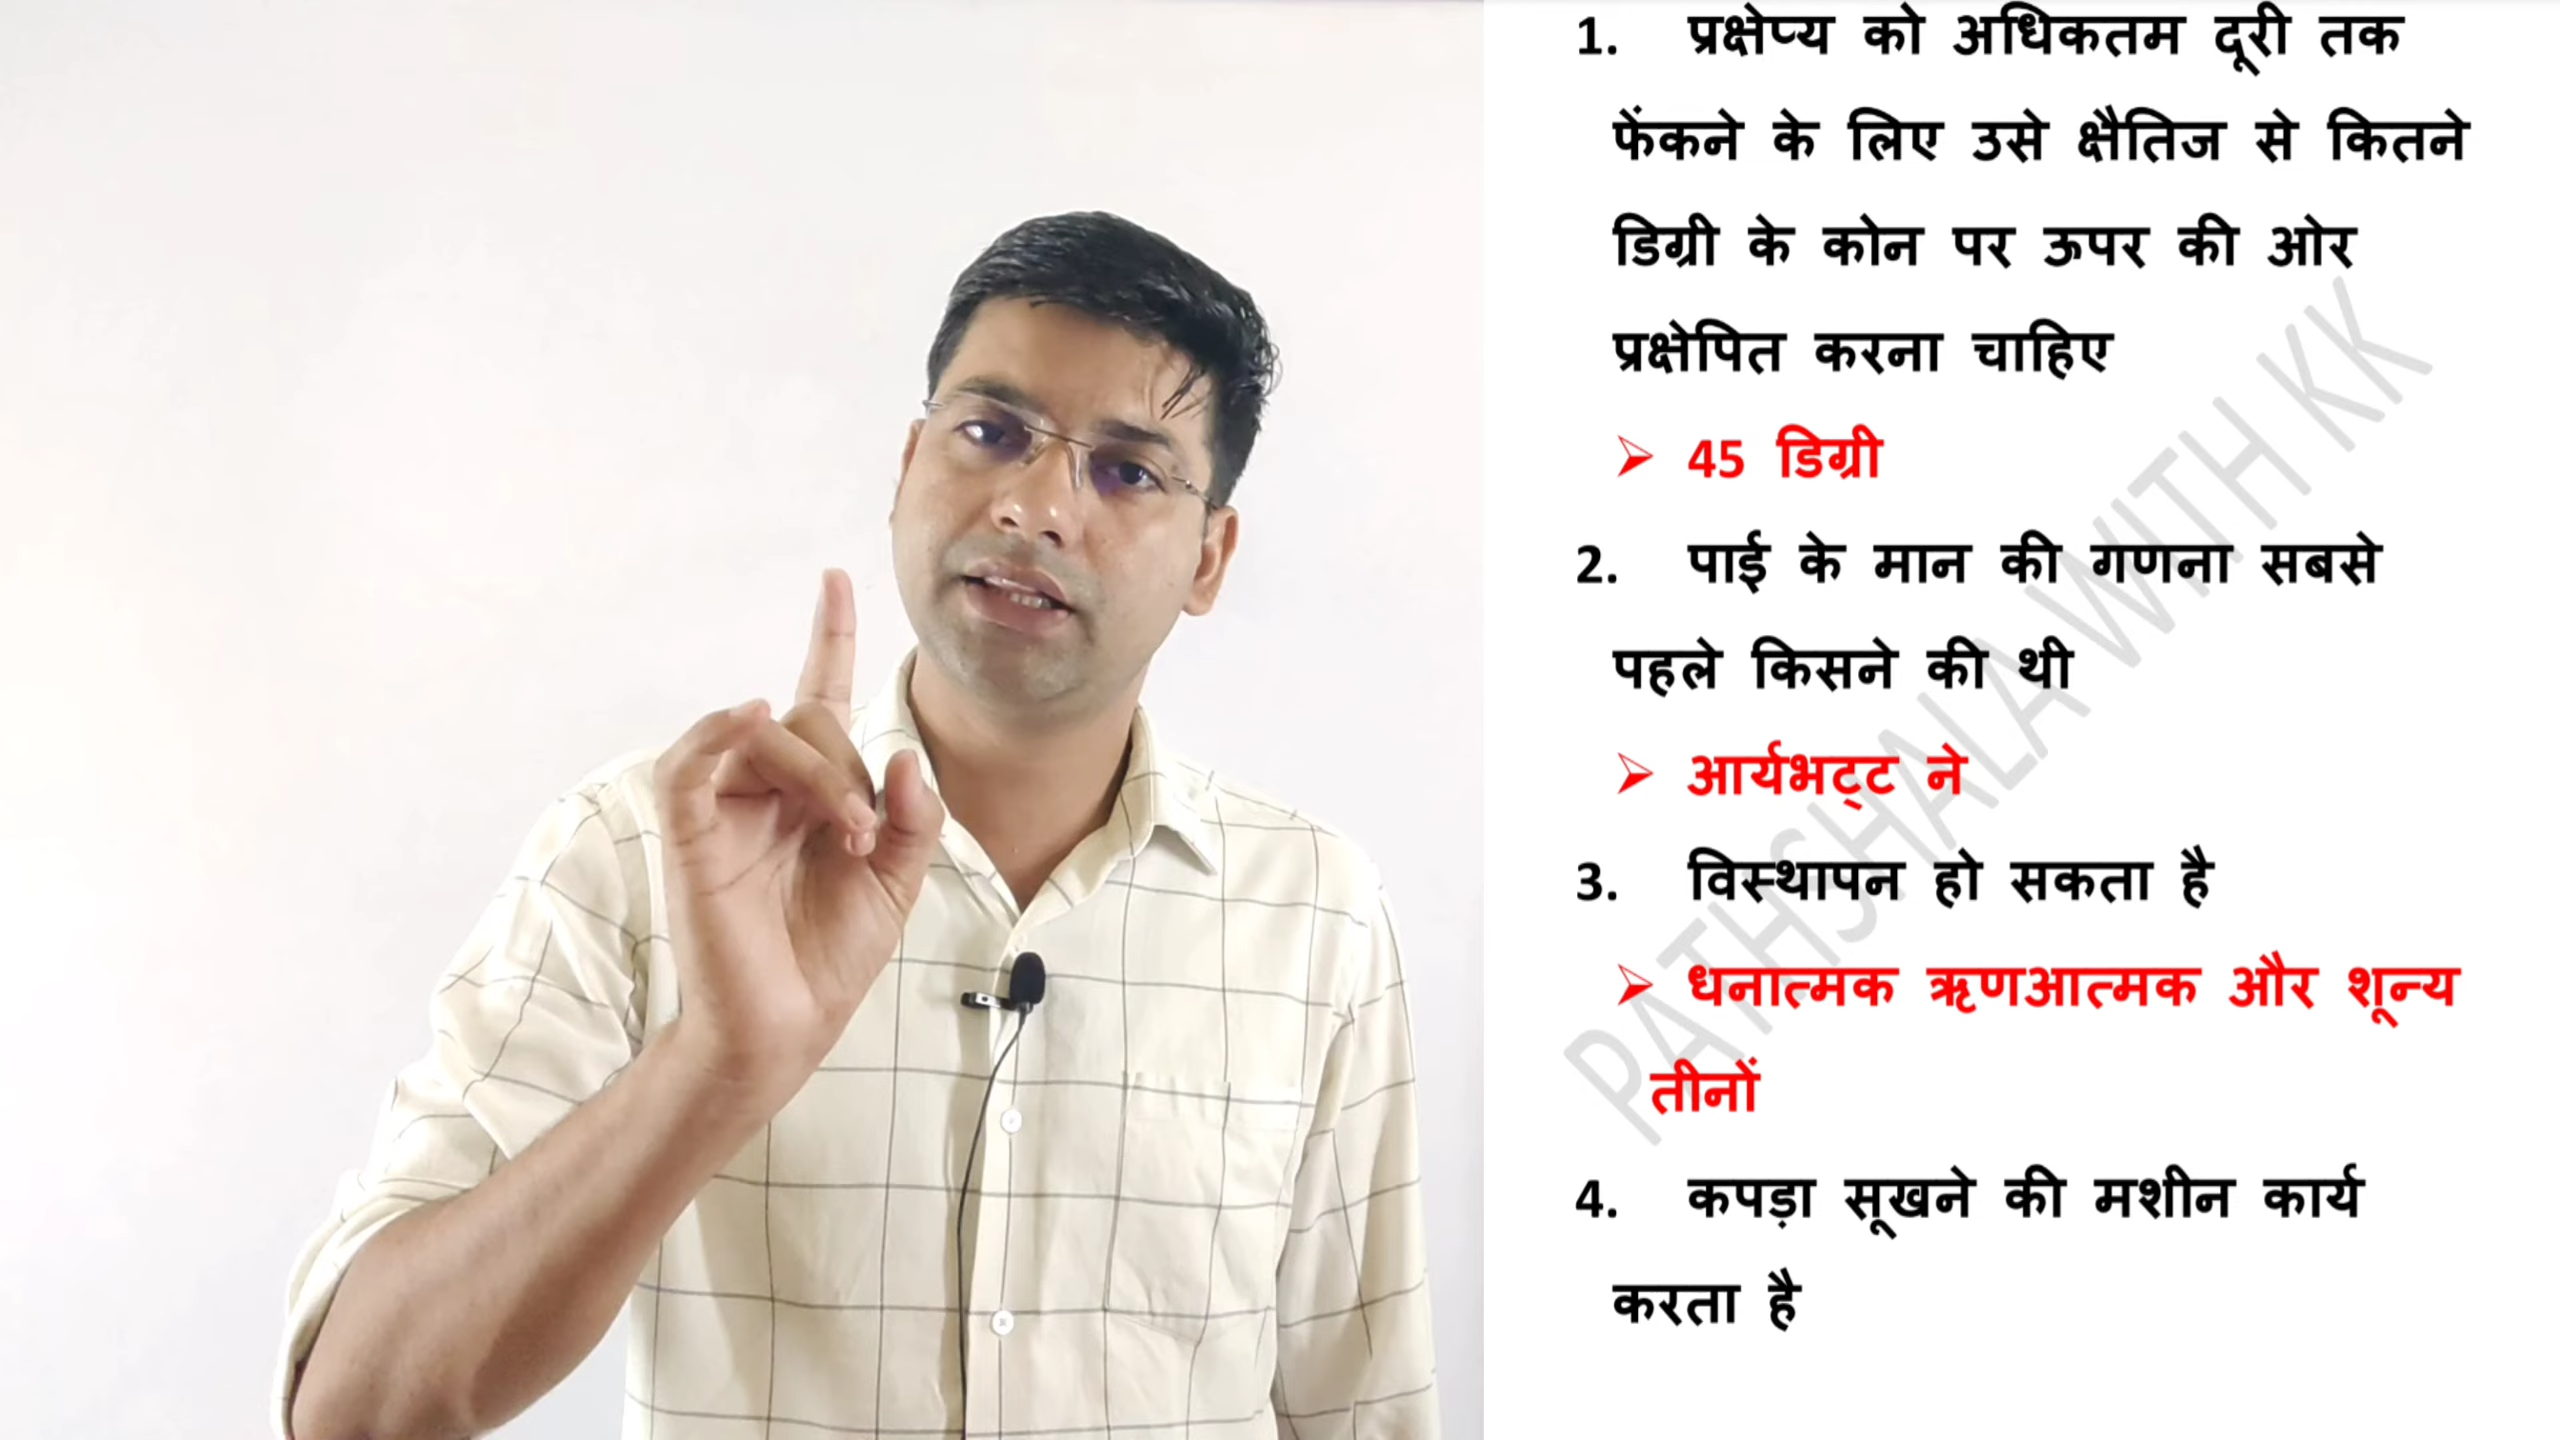 1. प्रक्षेप्य को अधिकतम दूरी तक
फेंकने के लिए उसे क्षैतिज से कितने
डिग्री के कोन पर ऊपर की ओर
प्रक्षेपित करना चाहिए
➢ 45 डिग्री
2. पाई के मान की गणना सबसे
पहले किसने की थी
➢ आर्यभट्ट ने
3. विस्थापन हो सकता है
➢ धनात्मक ऋणआत्मक और शून्य
तीनों
4. कपड़ा सूखने की मशीन कार्य
करता है
PATHSHALA WITH KK